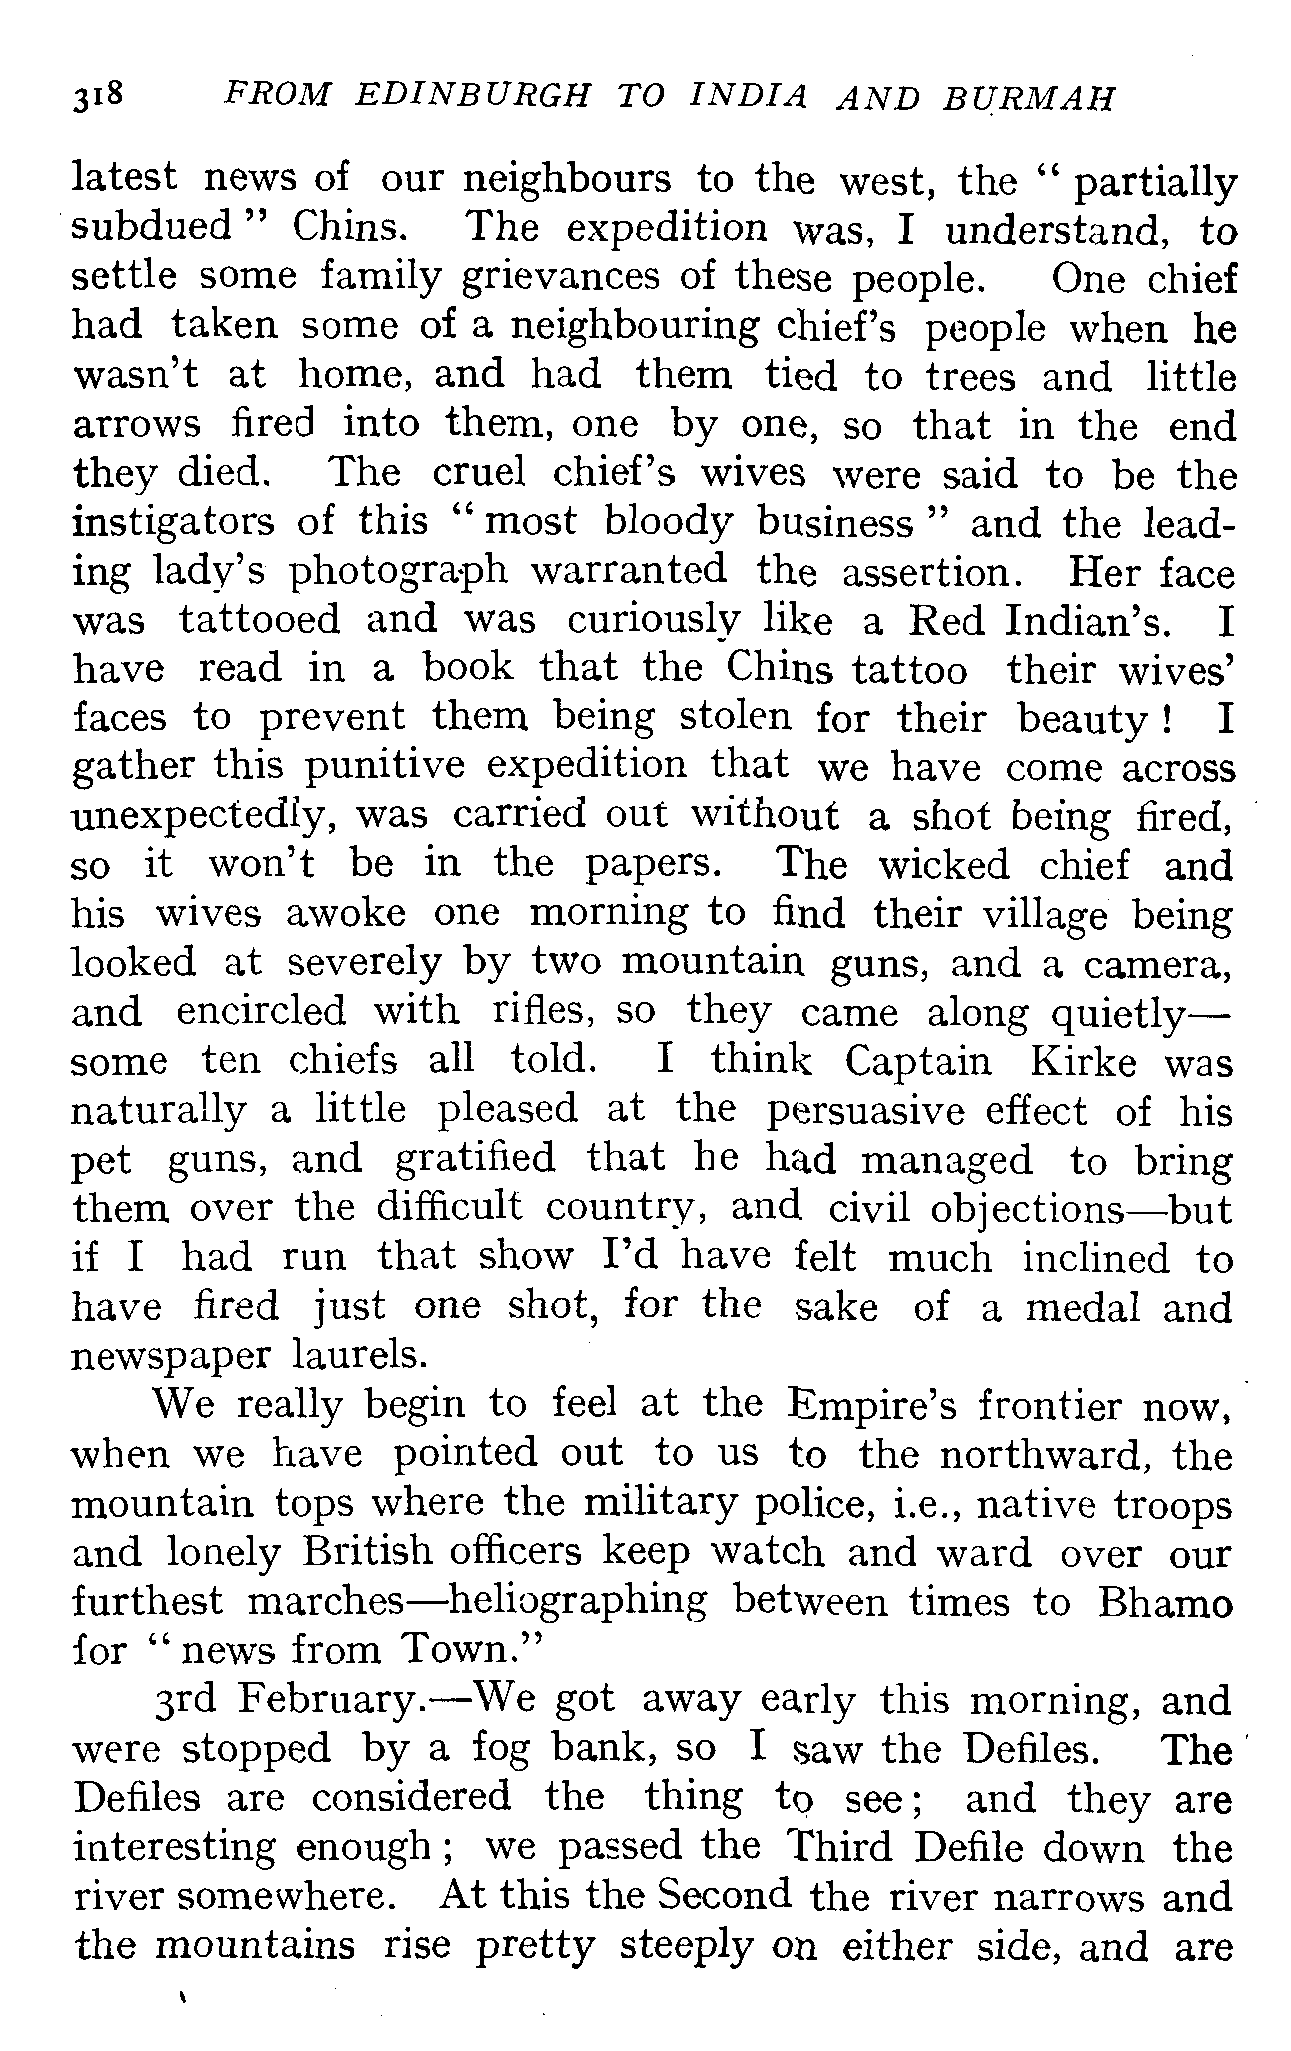 318 FROM EDINBURGH TO INDIA AND BURMAH
latest news of our neighbours to the west, the “ partially
subdued ” Chins. The expedition was, I understand, to
settle some family grievances of these people. One chief
had taken some of a neighbouring chief’s people when he
wasn’t at home, and had them tied to trees and little
arrows fired into them, one by one, so that in the end
they died. The cruel chief’s wives were said to be the
instigators of this “ most bloody business ” and the lead-
ing lady’s photograph warranted the assertion. Her face
was tattooed and was curiously like a Red Indian’s. I
have read in a book that the Chins tattoo their wives’
faces to prevent them being stolen for their beauty ! I
gather this punitive expedition that we have come across
unexpectedly, was carried out without a shot being fired,
so it won’t be in the papers. The wicked chief and
his wives awoke one morning to find their village being
looked at severely by two mountain guns, and a camera,
and encircled with rifles, so they came along quietly—
some ten chiefs all told. I think Captain Kirke was
naturally a little pleased at the persuasive effect of his
pet guns, and gratified that he had managed to bring
them over the difficult country, and civil objections—but
if I had run that show I’d have felt much inclined to
have fired just one shot, for the sake of a medal and
newspaper laurels.
We really begin to feel at the Empire’s frontier now,
when we have pointed out to us to the northward, the
mountain tops where the military police, i.e., native troops
and lonely British officers keep watch and ward over our
furthest marches—heliographing between times to Bhamo
for “ news from Town.”
3rd February.—We got away early this morning, and
were stopped by a fog bank, so I saw the Defiles. The
Defiles are considered the thing to see ; and they are
interesting enough ; we passed the Third Defile down the
river somewhere. At this the Second the river narrows and
the mountains rise pretty steeply on either side, and are